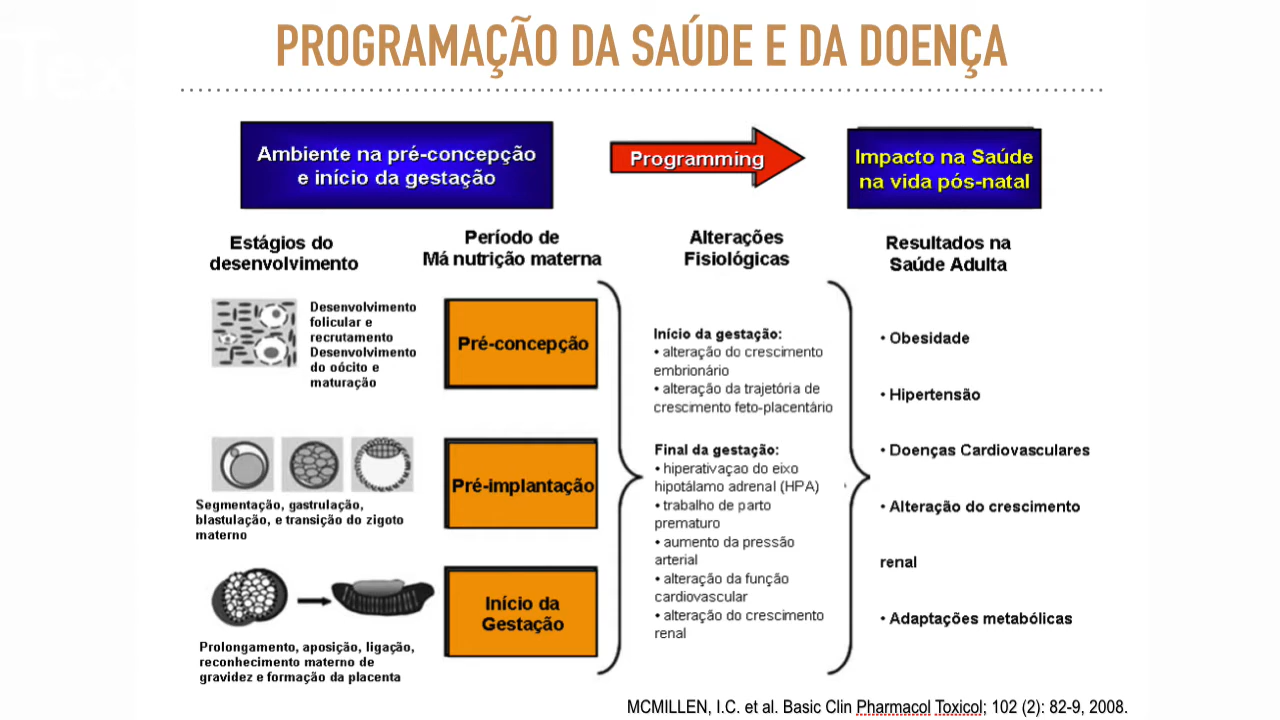 PROGRAMAÇÃO DA SAÚDE E DA DOENÇA
Ambiente na pré-concepção
e início da gestação
Programming
Impacto na Saúde
na vida pós-natal
Estágios do
desenvolvimento
Período de
Má nutrição materna
Alterações
Fisiológicas
Resultados na
Saúde Adulta
Desenvolvimento
folicular e
recrutamento
Desenvolvimento
do oócito e
maturação
Pré-concepção
Segmentação, gastrulação,
blastulação, e transição do zigoto
materno
Pré-implantação
Prolongamento, aposição, ligação,
reconhecimento materno de
gravidez e formação da placenta
Início da
Gestação
Início da gestação:
• alteração do crescimento
embrionário
• alteração da trajetória de
crescimento feto-placentário
Final da gestação:
• hiperativaçao do eixo
hipotálamo adrenal (HPA)
• trabalho de parto
prematuro
• aumento da pressão
arterial
• alteração da função
cardiovascular
• alteração do crescimento
renal
• Obesidade
• Hipertensão
• Doenças Cardiovasculares
• Alteração do crescimento
renal
• Adaptações metabólicas
MCMILLEN, I.C. et al. Basic Clin Pharmacol Toxicol; 102 (2): 82-9, 2008.